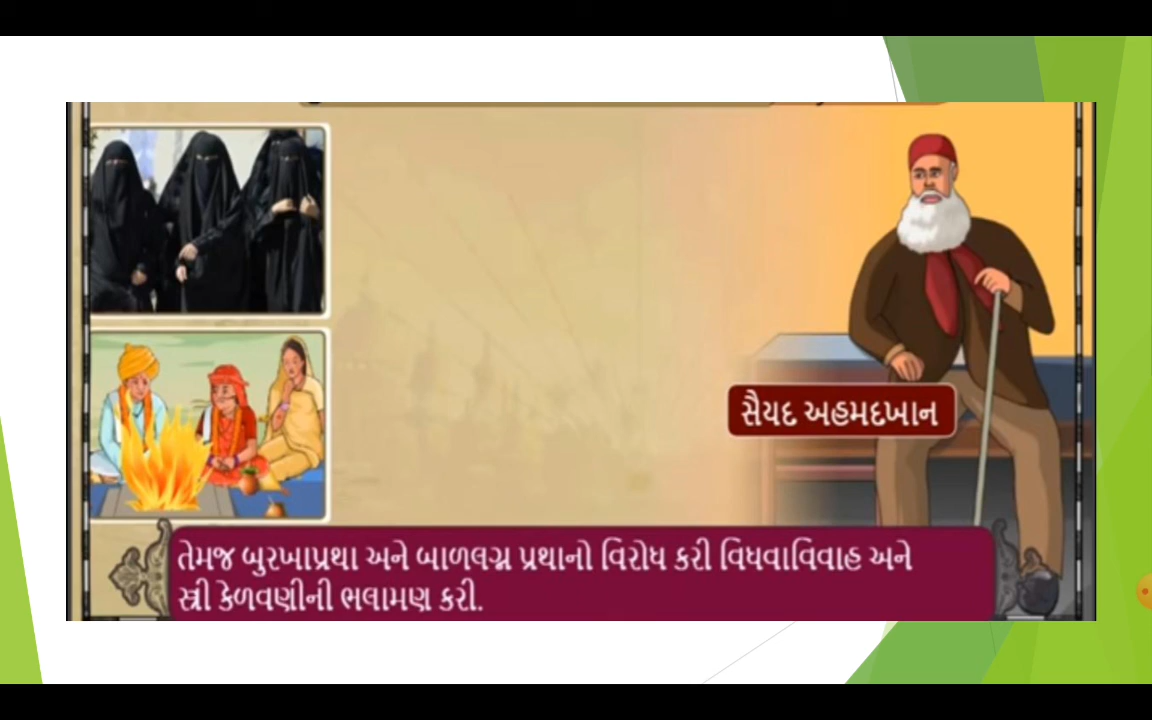 સૈયદ અહમદખાન
તેમજ બુરખાપ્રથા અને બાળલગ્ન પ્રથાનો વિરોધ કરી વિધવાવિવાહ અને
સ્ત્રી કેળવણીની ભલામણ કરી.